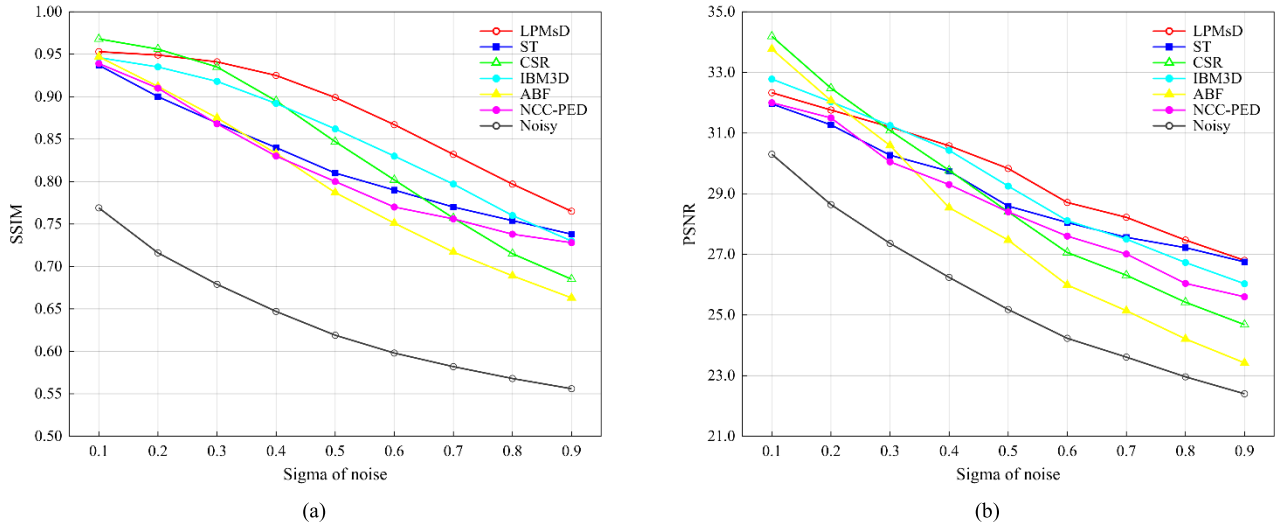 1.00
0.95
0.90
0.85
0.80
0.75
0.70
0.65
0.60
0.55
0.50
SSIM
LPMsD
ST
CSR
IBM3D
ABF
NCC-PED
Noisy
0.1 0.2 0.3 0.4 0.5 0.6 0.7 0.8 0.9
Sigma of noise
(a)
35.0
33.0
31.0
29.0
27.0
25.0
23.0
21.0
PSNR
LPMsD
ST
CSR
IBM3D
ABF
NCC-PED
Noisy
0.1 0.2 0.3 0.4 0.5 0.6 0.7 0.8 0.9
Sigma of noise
(b)